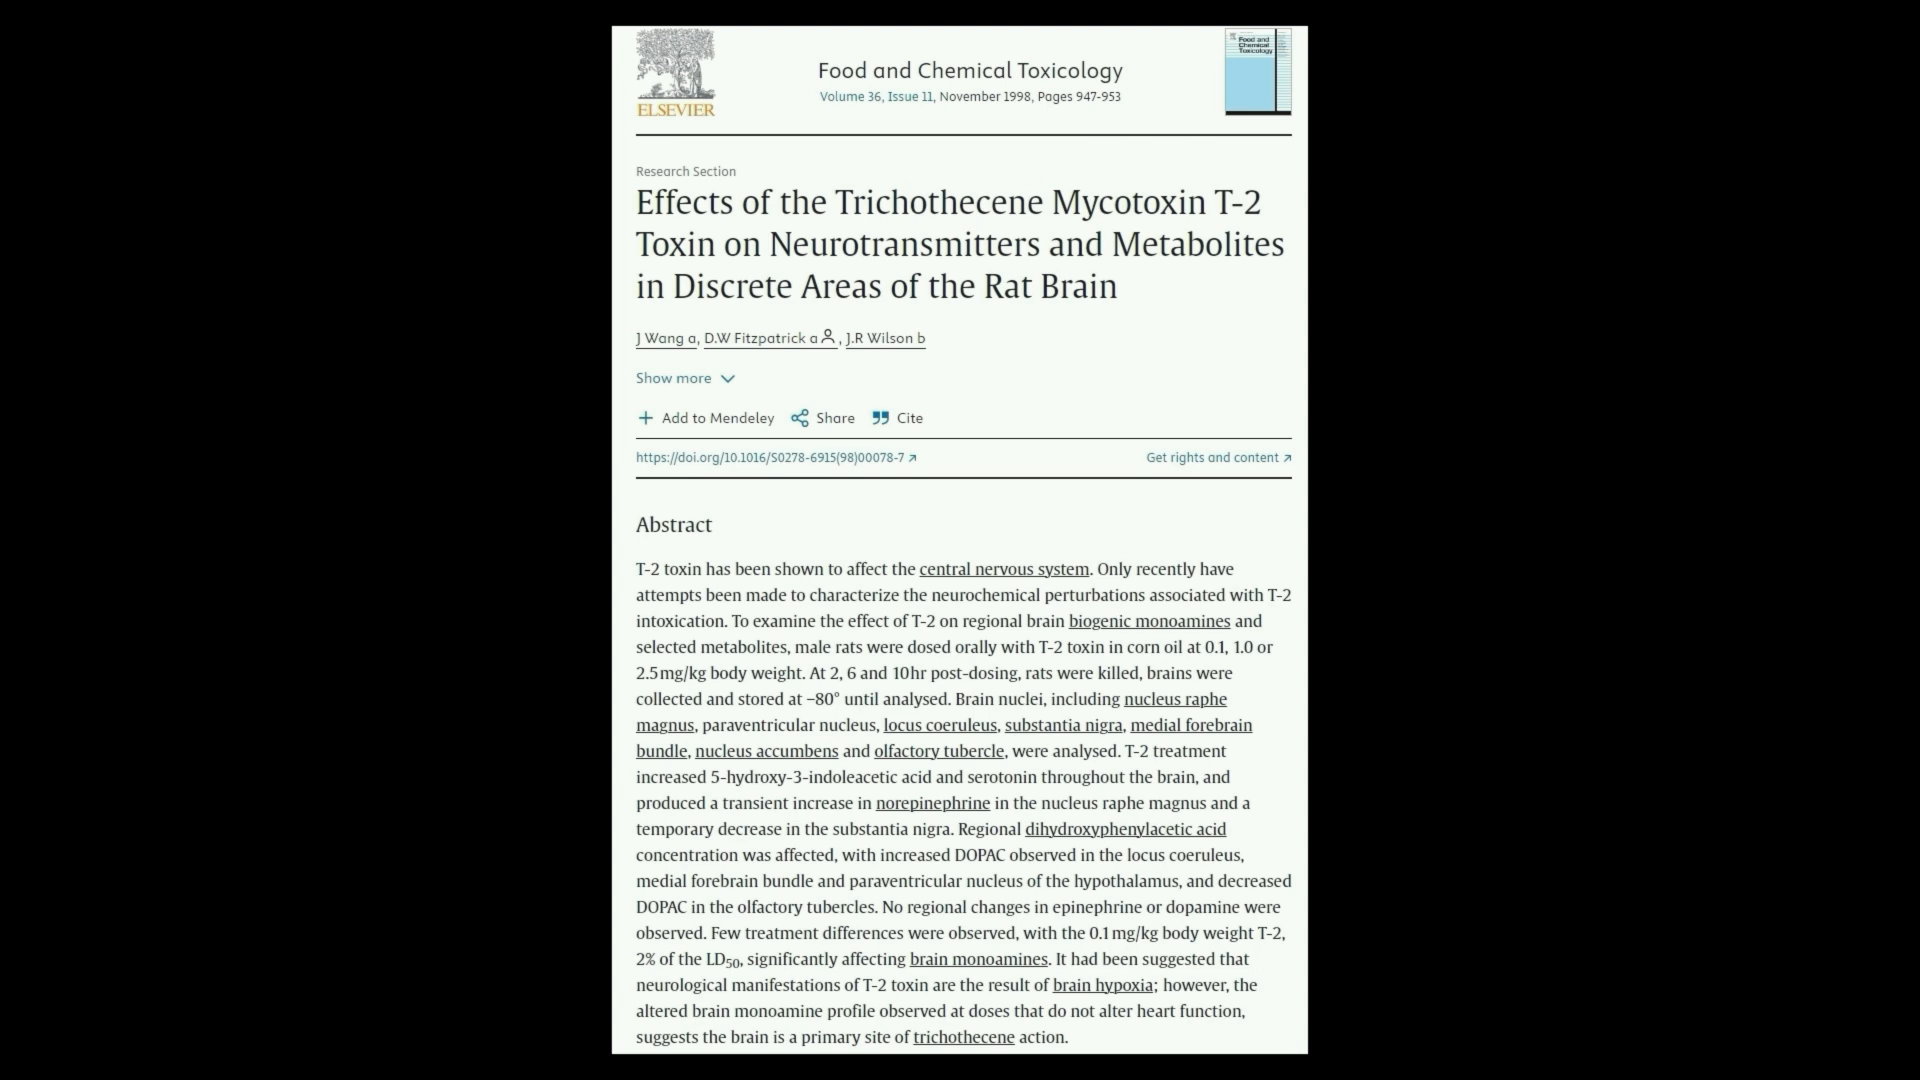 ELSEVIER
Food and Chemical Toxicology
Volume 36, Issue 11, November 1998, Pages 947-953
Food and
Chemical
Toxicology
Research Section
Effects of the Trichothecene Mycotoxin T-2
Toxin on Neurotransmitters and Metabolites
in Discrete Areas of the Rat Brain
J Wang a, D.W Fitzpatrick a, J.R Wilson b
Show more
Add to Mendeley Share Cite
https://doi.org/10.1016/S0278-6915(98)00078-7 Get rights and content
Abstract
T-2 toxin has been shown to affect the central nervous system. Only recently have
attempts been made to characterize the neurochemical perturbations associated with T-2
intoxication. To examine the effect of T-2 on regional brain biogenic monoamines and
selected metabolites, male rats were dosed orally with T-2 toxin in corn oil at 0.1, 1.0 or
2.5 mg/kg body weight. At 2, 6 and 10 hr post-dosing, rats were killed, brains were
collected and stored at −80° until analysed. Brain nuclei, including nucleus raphe
magnus, paraventricular nucleus, locus coeruleus, substantia nigra, medial forebrain
bundle, nucleus accumbens and olfactory tubercle, were analysed. T-2 treatment
increased 5-hydroxy-3-indoleacetic acid and serotonin throughout the brain, and
produced a transient increase in norepinephrine in the nucleus raphe magnus and a
temporary decrease in the substantia nigra. Regional dihydroxyphenylacetic acid
concentration was affected, with increased DOPAC observed in the locus coeruleus,
medial forebrain bundle and paraventricular nucleus of the hypothalamus, and decreased
DOPAC in the olfactory tubercles. No regional changes in epinephrine or dopamine were
observed. Few treatment differences were observed, with the 0.1 mg/kg body weight T-2,
2% of the LD50, significantly affecting brain monoamines. It had been suggested that
neurological manifestations of T-2 toxin are the result of brain hypoxia; however, the
altered brain monoamine profile observed at doses that do not alter heart function,
suggests the brain is a primary site of trichothecene action.